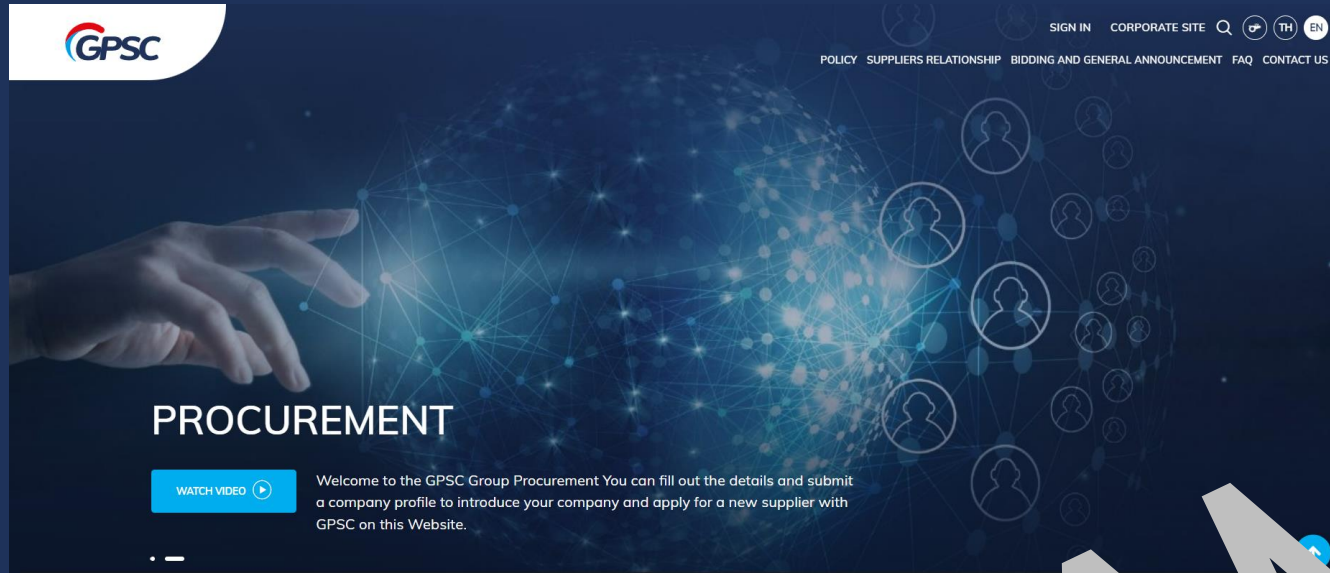 GPSC
SIGN IN CORPORATE SITE TH EN
POLICY SUPPLIERS RELATIONSHIP BIDDING AND GENERAL ANNOUNCEMENT FAQ CONTACT US
PROCUREMENT
WATCH VIDEO
Welcome to the GPSC Group Procurement You can fill out the details and submit
a company profile to introduce your company and apply for a new supplier with
GPSC on this Website.